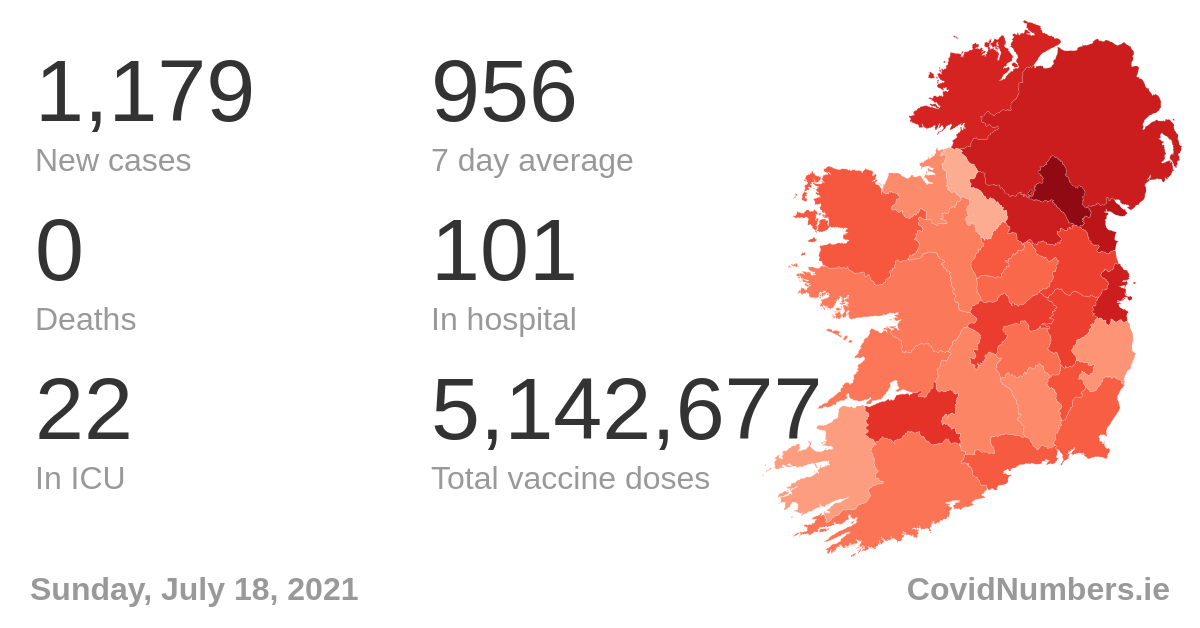 1,179
New cases
956
7 day average
0
Deaths
101
In hospital
22
In ICU
5,142,677
Total vaccine doses
Sunday, July 18, 2021
CovidNumbers.ie